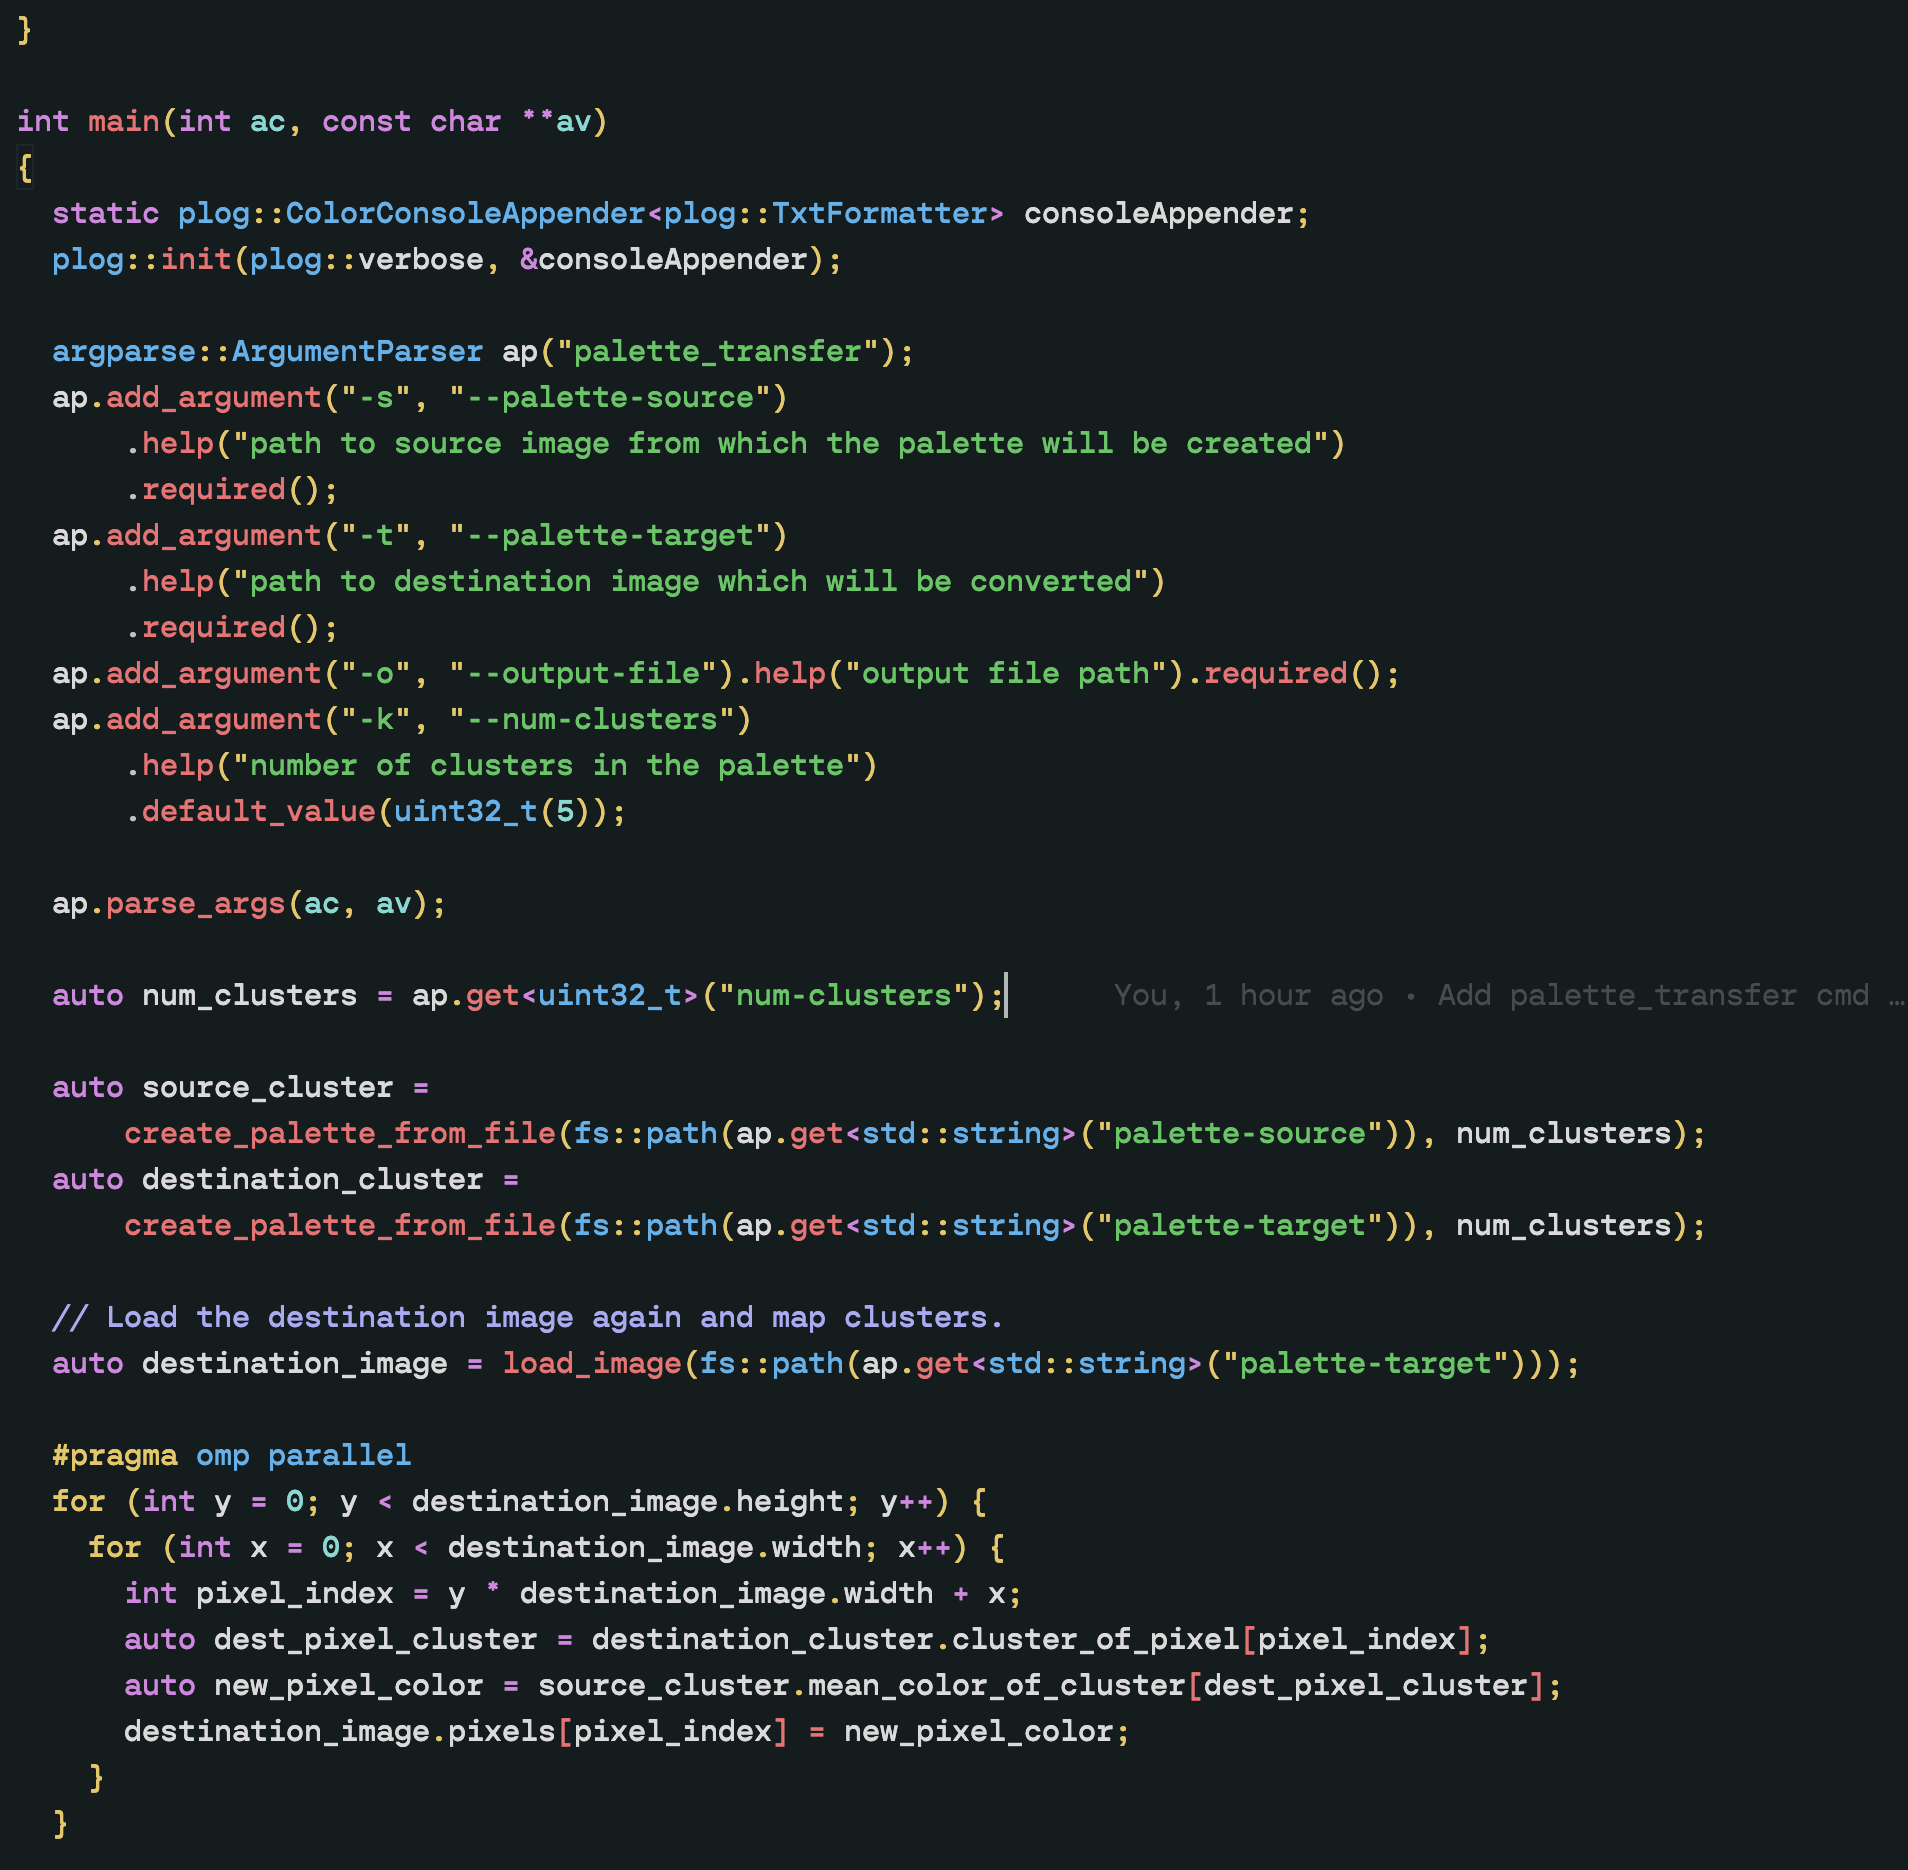 }
int main(int ac, const char **av)
{
  static plog::ColorConsoleAppender<plog::TxtFormatter> consoleAppender;
  plog::init(plog::verbose, &consoleAppender);
  argparse::ArgumentParser ap("palette_transfer");
  ap.add_argument("-s", "--palette-source")
      .help("path to source image from which the palette will be created")
      .required();
  ap.add_argument("-t", "--palette-target")
      .help("path to destination image which will be converted")
      .required();
  ap.add_argument("-o", "--output-file").help("output file path").required();
  ap.add_argument("-k", "--num-clusters")
      .help("number of clusters in the palette")
      .default_value(uint32_t(5));
  ap.parse_args(ac, av);
  auto num_clusters = ap.get<uint32_t>("num-clusters");      You, 1 hour ago • Add palette_transfer cmd …
  auto source_cluster =
      create_palette_from_file(fs::path(ap.get<std::string>("palette-source")), num_clusters);
  auto destination_cluster =
      create_palette_from_file(fs::path(ap.get<std::string>("palette-target")), num_clusters);
  // Load the destination image again and map clusters.
  auto destination_image = load_image(fs::path(ap.get<std::string>("palette-target")));
  #pragma omp parallel
  for (int y = 0; y < destination_image.height; y++) {
    for (int x = 0; x < destination_image.width; x++) {
      int pixel_index = y * destination_image.width + x;
      auto dest_pixel_cluster = destination_cluster.cluster_of_pixel[pixel_index];
      auto new_pixel_color = source_cluster.mean_color_of_cluster[dest_pixel_cluster];
      destination_image.pixels[pixel_index] = new_pixel_color;
    }
  }